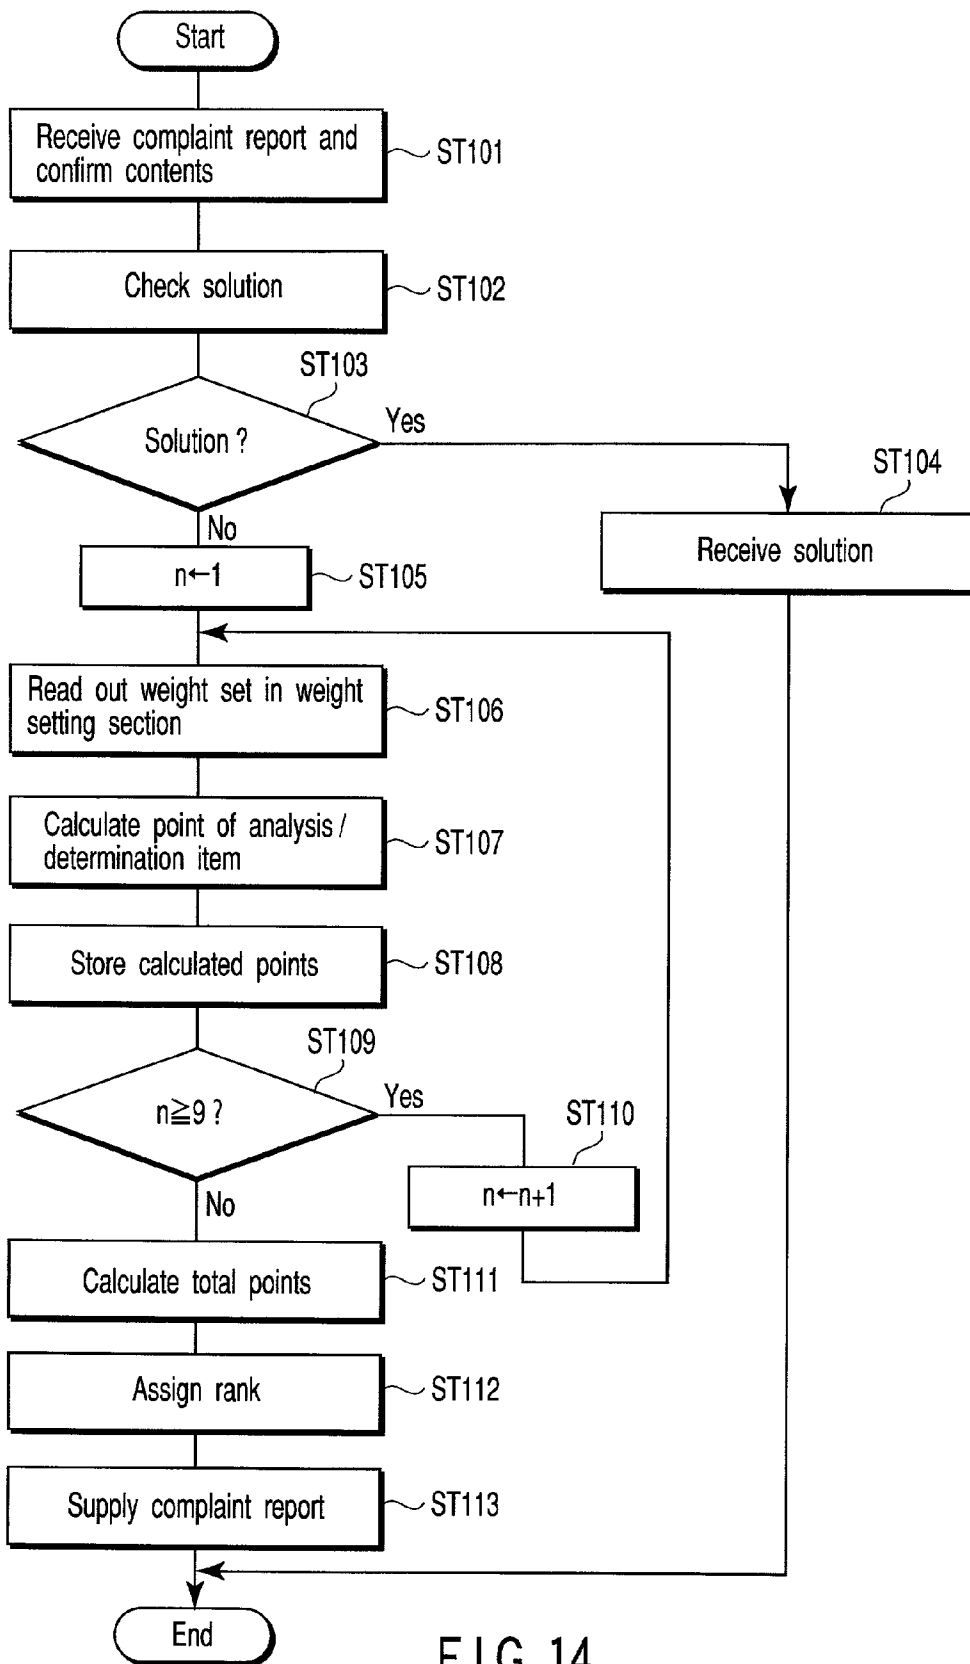 Start
Receive complaint report and
confirm contents
ST101
Check solution
ST102
ST103
Solution ?
Yes
No
ST104
Receive solution
n←1
ST105
Read out weight set in weight
setting section
ST106
Calculate point of analysis /
determination item
ST107
Store calculated points
ST108
ST109
n≧9 ?
Yes
No
ST110
n←n+1
Calculate total points
ST111
Assign rank
ST112
Supply complaint report
ST113
End
FIG. 14